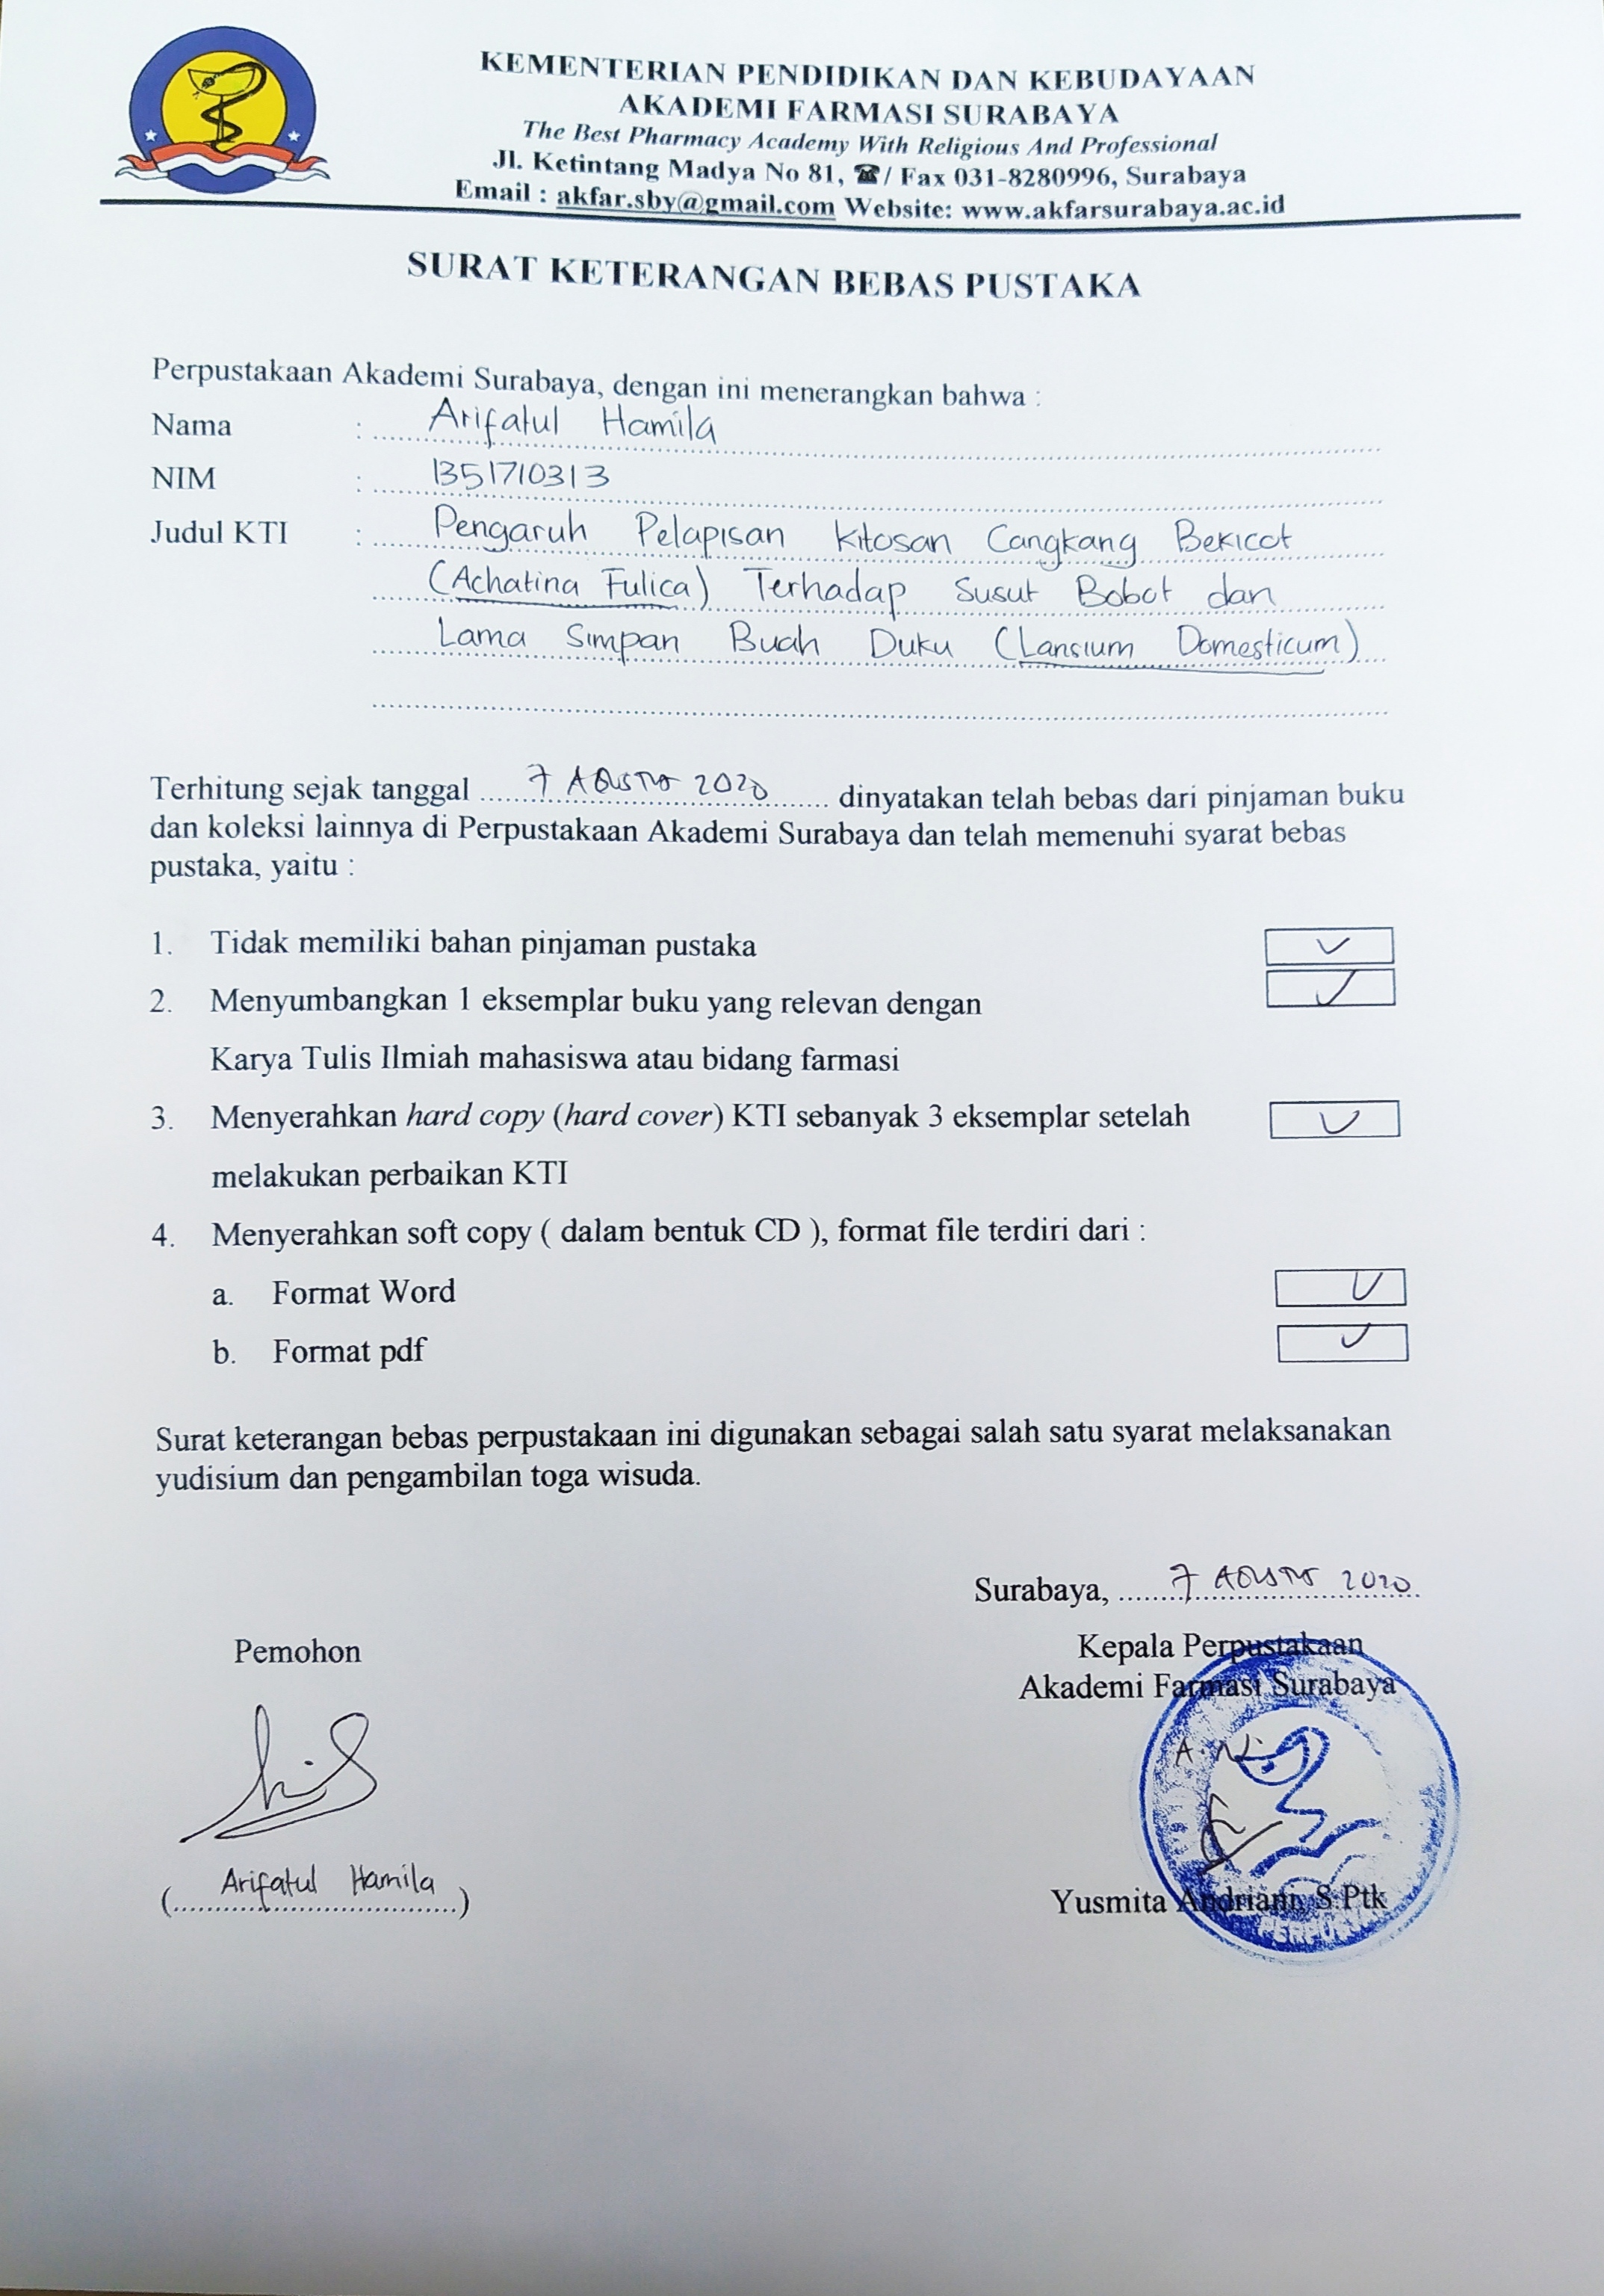 KEMENTERIAN PENDIDIKAN DAN KEBUDAYAAN
AKADEMI FARMASI SURABAYA
The Best Pharmacy Academy With Religious And Professional
Jl. Ketintang Madya No 81, ☎/ Fax 031-8280996, Surabaya
Email : akfar.sby@gmail.com Website: www.akfarsurabaya.ac.id
SURAT KETERANGAN BEBAS PUSTAKA
Perpustakaan Akademi Surabaya, dengan ini menerangkan bahwa :
Nama : Arifatul Hamila
NIM : 1351710313
Judul KTI : Pengaruh Pelapisan Kitosan Cangkang Bekicot
(Achatina Fulica) Terhadap Susut Bobot dan
Lama Simpan Buah Duku (Lansium Domesticum)
Terhitung sejak tanggal 7 Agustus 2020 dinyatakan telah bebas dari pinjaman buku
dan koleksi lainnya di Perpustakaan Akademi Surabaya dan telah memenuhi syarat bebas
pustaka, yaitu :
1. Tidak memiliki bahan pinjaman pustaka
2. Menyumbangkan 1 eksemplar buku yang relevan dengan
Karya Tulis Ilmiah mahasiswa atau bidang farmasi
3. Menyerahkan hard copy (hard cover) KTI sebanyak 3 eksemplar setelah
melakukan perbaikan KTI
4. Menyerahkan soft copy ( dalam bentuk CD ), format file terdiri dari :
a. Format Word
b. Format pdf
Surat keterangan bebas perpustakaan ini digunakan sebagai salah satu syarat melaksanakan
yudisium dan pengambilan toga wisuda.
Surabaya, 7 Agustus 2020
Pemohon
Kepala Perpustakaan
Akademi Farmasi Surabaya
(Arifatul Hamila)
Yusmita Andriani, S.Ptk